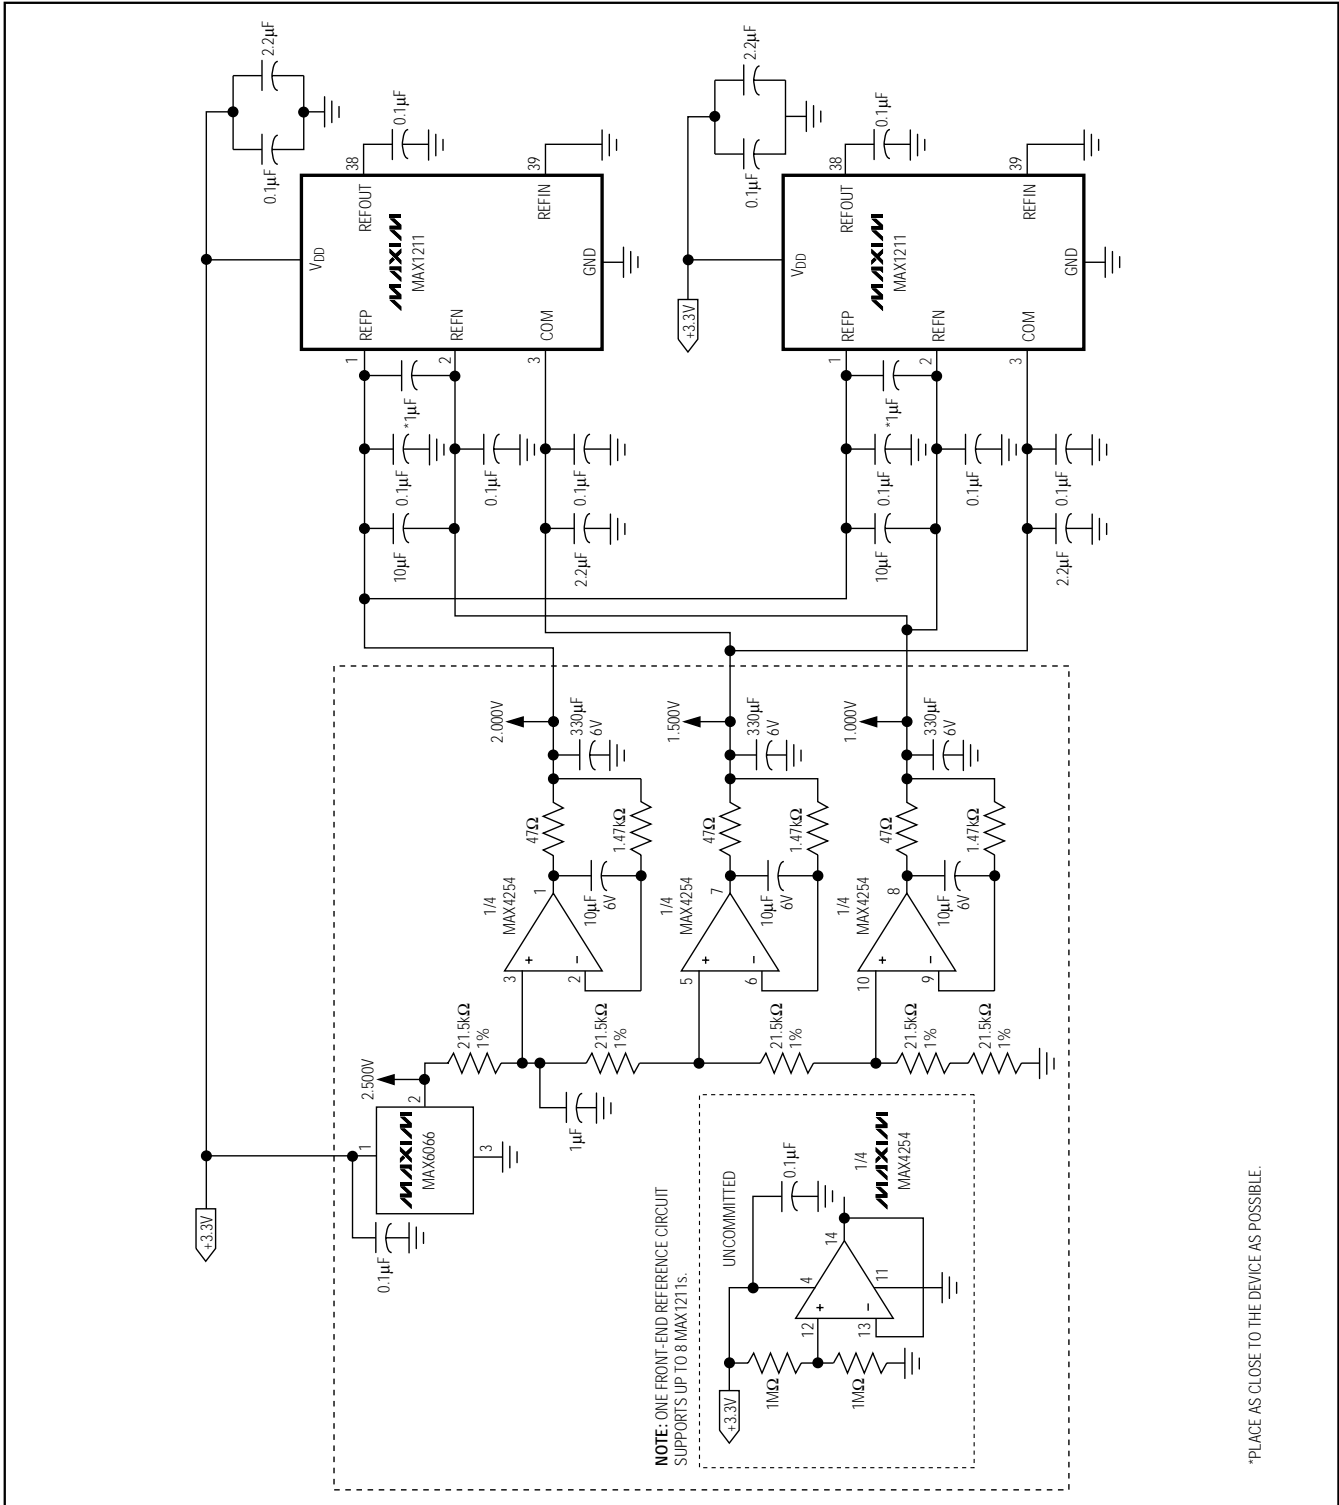 +3.3V
0.1µF
1
MAXIM
MAX6066
2
3
2.500V
21.5kΩ
1%
1µF
21.5kΩ
1%
21.5kΩ
1%
21.5kΩ
1%
21.5kΩ
1%
1/4
MAX4254
3
+
2
−
1
10µF
6V
47Ω
1.47kΩ
2.000V
330µF
6V
1/4
MAX4254
5
+
6
−
7
10µF
6V
47Ω
1.47kΩ
1.500V
330µF
6V
1/4
MAX4254
10
+
9
−
8
10µF
6V
47Ω
1.47kΩ
1.000V
330µF
6V
NOTE: ONE FRONT-END REFERENCE CIRCUIT
SUPPORTS UP TO 8 MAX1211s.
UNCOMMITTED
+3.3V
1MΩ
1MΩ
12
+
13
−
4
11
14
0.1µF
1/4
MAXIM
MAX4254
0.1µF
2.2µF
VDD
REFP
1
REFN
2
COM
3
MAXIM
MAX1211
REFOUT
38
0.1µF
REFIN
39
GND
10µF
0.1µF
*1µF
0.1µF
2.2µF
0.1µF
+3.3V
0.1µF
2.2µF
VDD
REFP
1
REFN
2
COM
3
MAXIM
MAX1211
REFOUT
38
0.1µF
REFIN
39
GND
10µF
0.1µF
*1µF
0.1µF
2.2µF
0.1µF
*PLACE AS CLOSE TO THE DEVICE AS POSSIBLE.